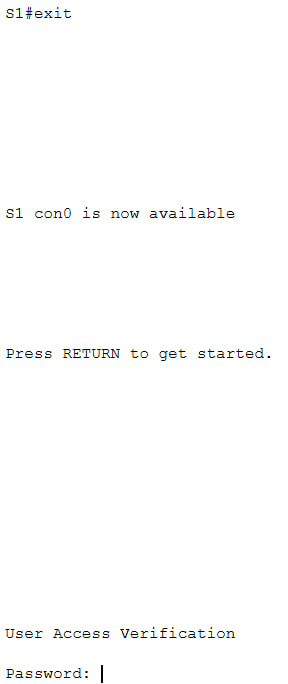 S1#exit
S1 con0 is now available
Press RETURN to get started.
User Access Verification
Password: